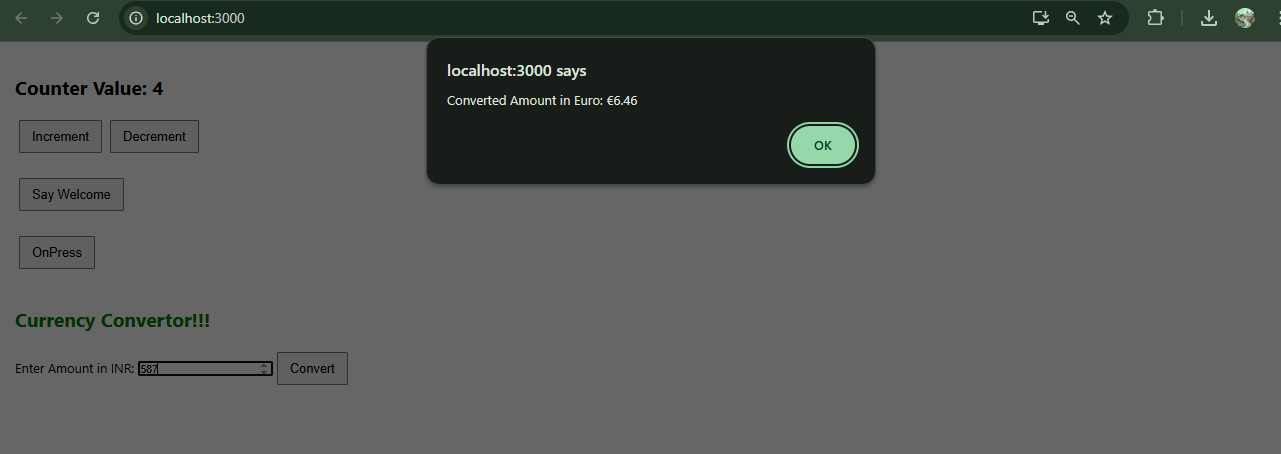 localhost:3000
localhost:3000 says
Converted Amount in Euro: €6.46
OK
Counter Value: 4
Increment Decrement
Say Welcome
OnPress
Currency Convertor!!!
Enter Amount in INR: 587 Convert